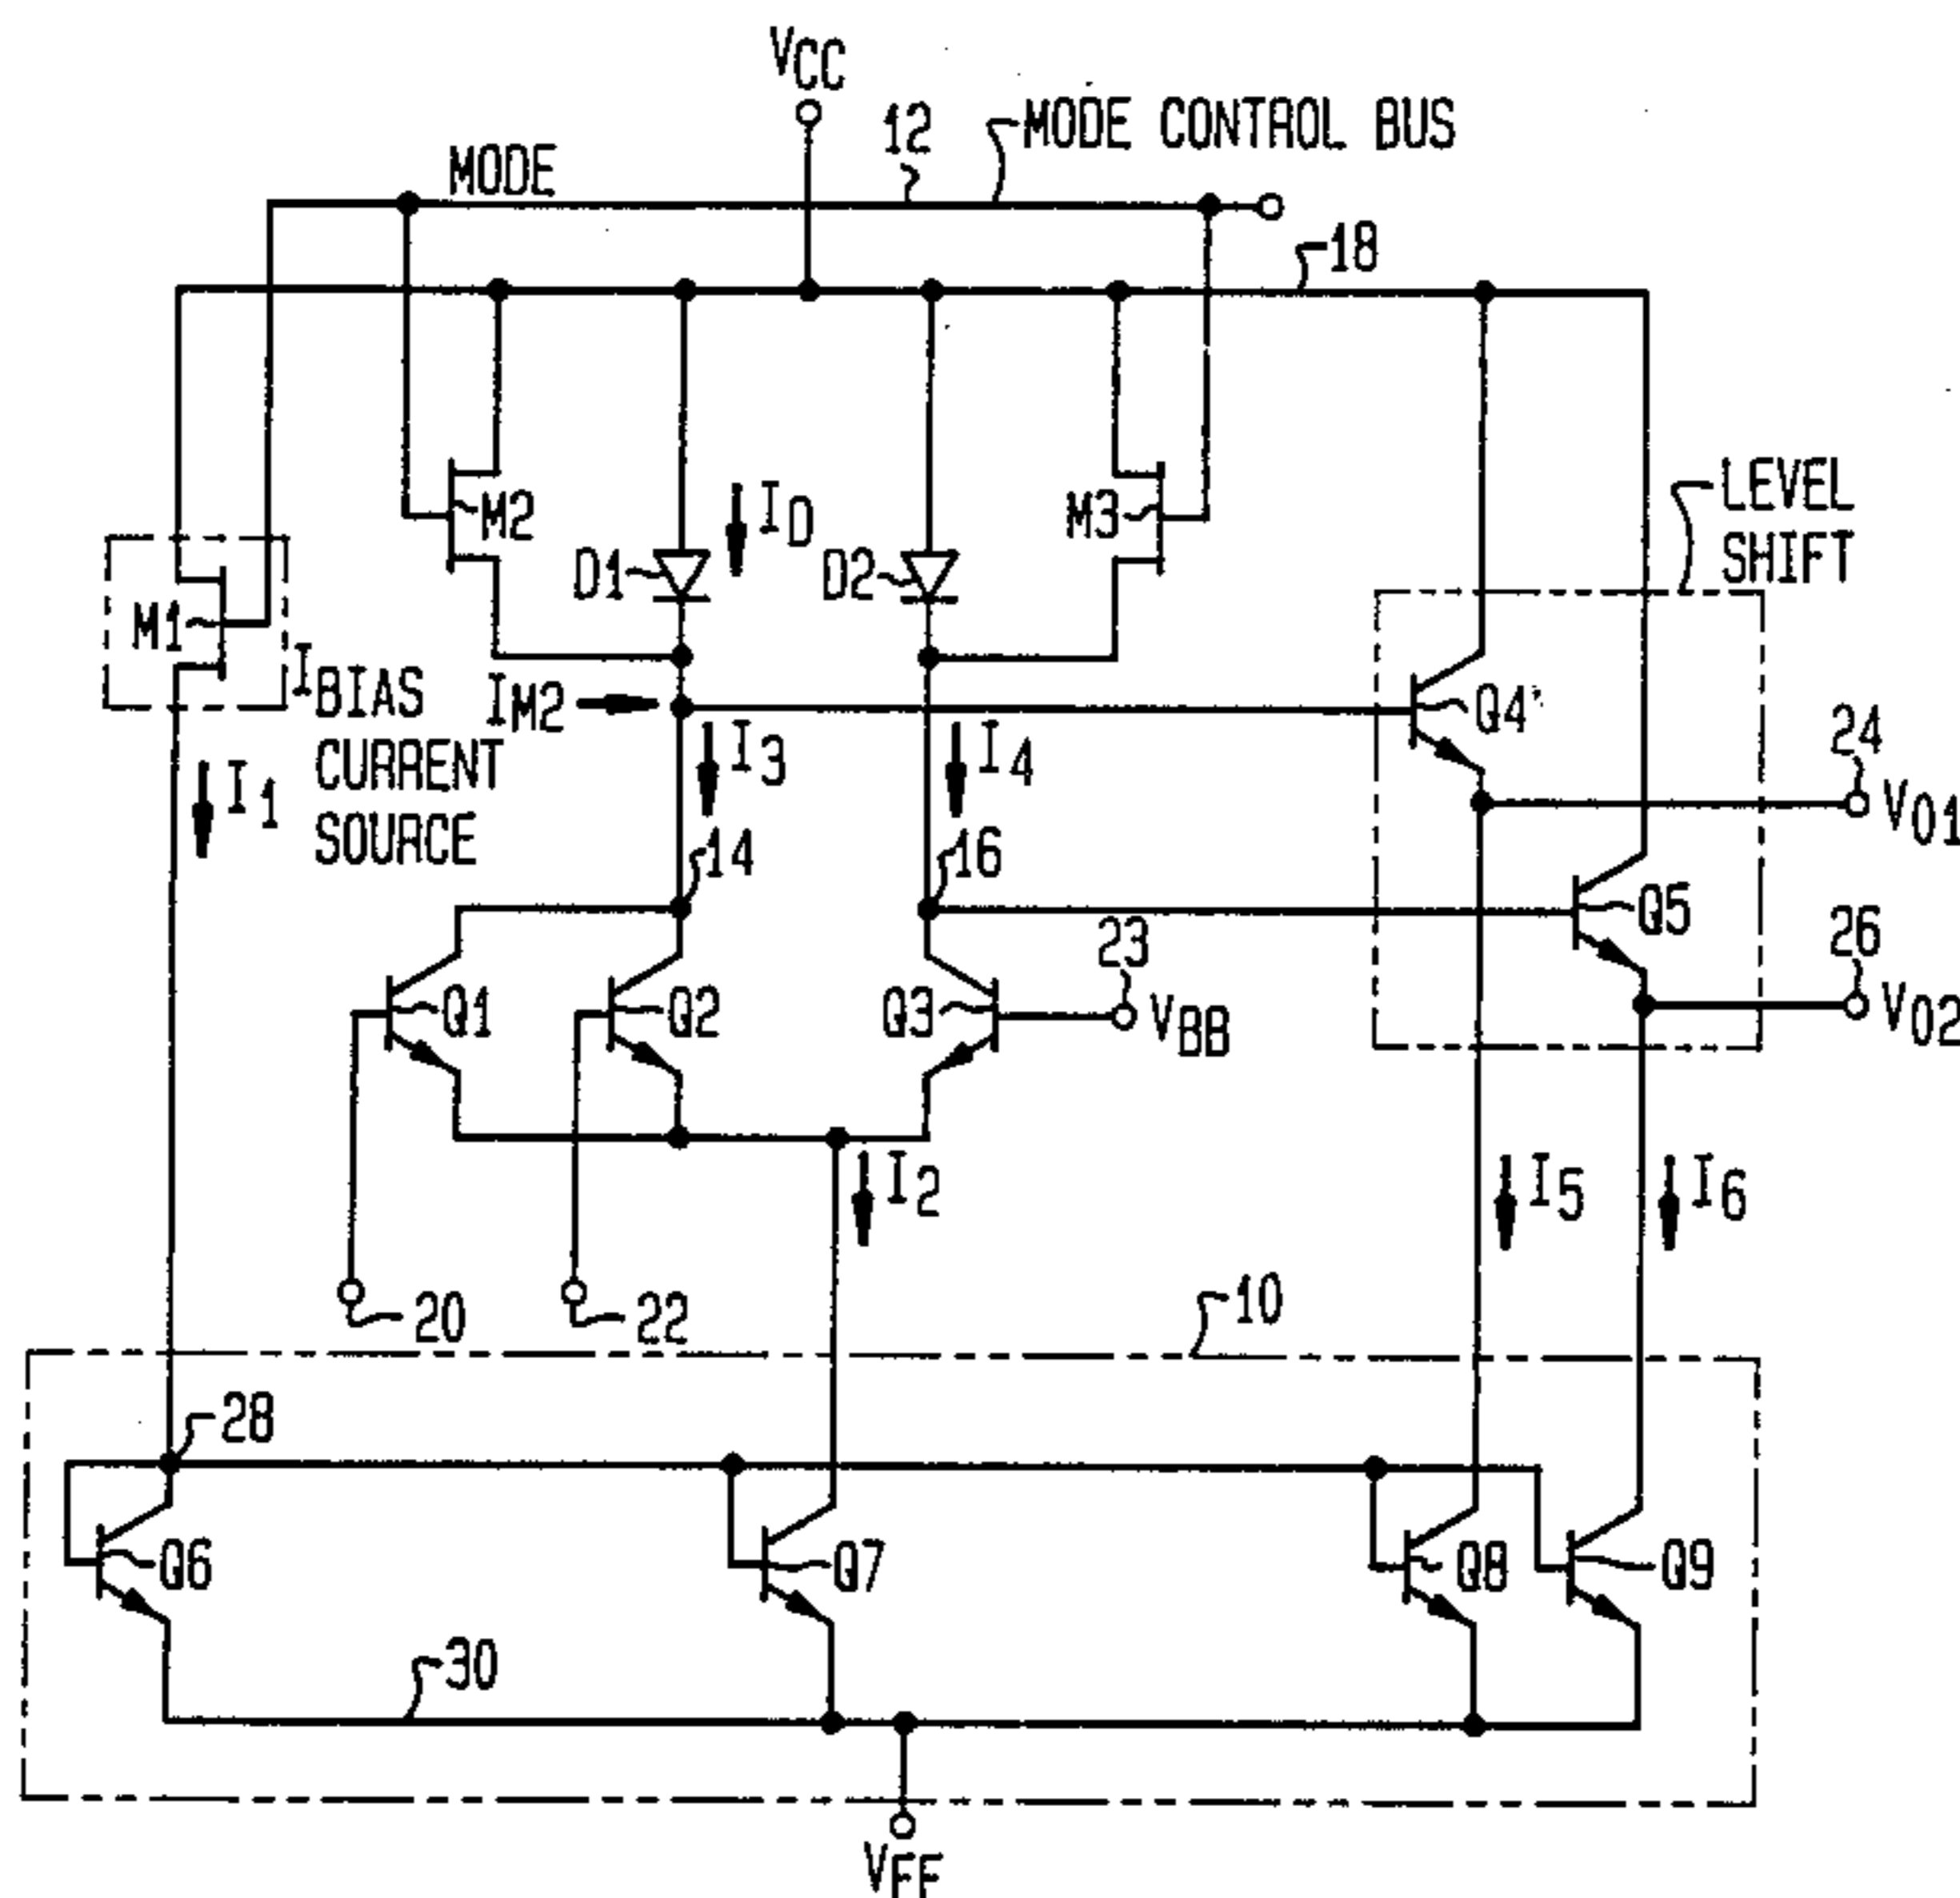 VCC
12
MODE CONTROL BUS
MODE
18
M2
ID
M3
LEVEL
SHIFT
D1
D2
M1
IBIAS
CURRENT
SOURCE
IM2
Q4
24
I1
I3
I4
VO1
14
16
Q5
26
23
Q1
Q2
Q3
VBB
VO2
I2
I5
I6
20
22
10
28
Q6
Q7
Q8
Q9
30